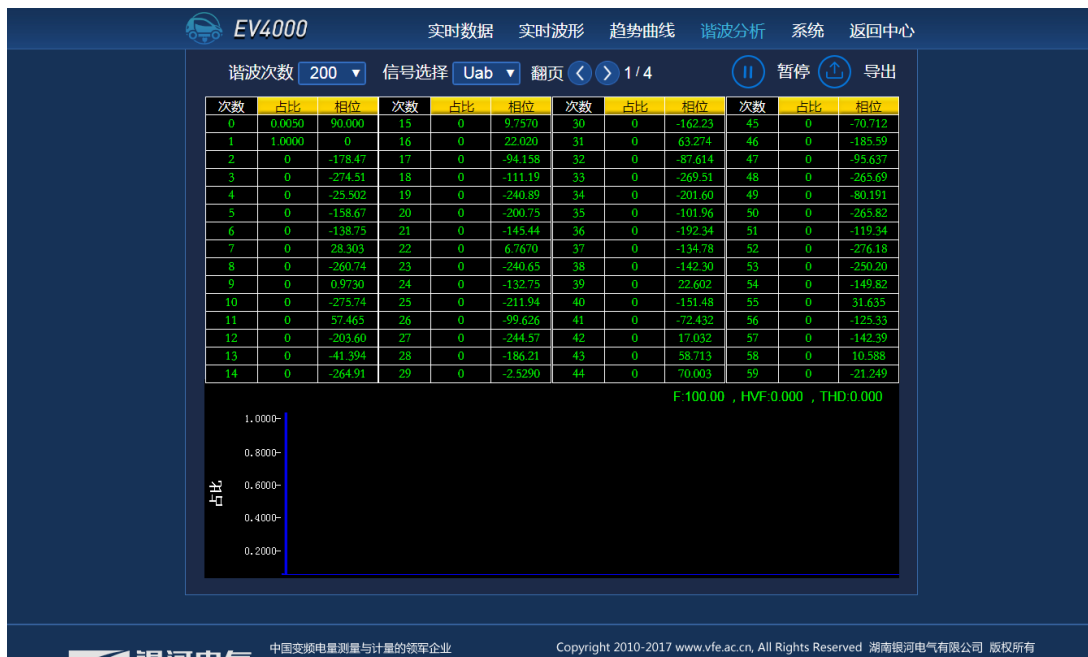 EV4000 实时数据 实时波形 趋势曲线 谐波分析 系统 返回中心
谐波次数 200 信号选择 Uab 翻页 1 / 4 暂停 导出
次数 占比 相位 次数 占比 相位 次数 占比 相位 次数 占比 相位
0 0.0050 90.000 15 0 9.7570 30 0 -162.23 45 0 -70.712
1 1.0000 0 16 0 22.020 31 0 63.274 46 0 -185.59
2 0 -178.47 17 0 -94.158 32 0 -87.614 47 0 -95.637
3 0 -274.51 18 0 -111.19 33 0 -269.51 48 0 -265.69
4 0 -25.502 19 0 -240.89 34 0 -201.60 49 0 -80.191
5 0 -158.67 20 0 -200.75 35 0 -101.96 50 0 -265.82
6 0 -138.75 21 0 -145.44 36 0 -192.34 51 0 -119.34
7 0 28.303 22 0 6.7670 37 0 -134.78 52 0 -276.18
8 0 -260.74 23 0 -240.65 38 0 -142.30 53 0 -250.20
9 0 0.9730 24 0 -132.75 39 0 22.602 54 0 -149.82
10 0 -275.74 25 0 -211.94 40 0 -151.48 55 0 31.635
11 0 57.465 26 0 -99.626 41 0 -72.432 56 0 -125.33
12 0 -203.60 27 0 -244.57 42 0 17.032 57 0 -142.39
13 0 -41.394 28 0 -186.21 43 0 58.713 58 0 10.588
14 0 -264.91 29 0 -2.5290 44 0 70.003 59 0 -21.249
F:100.00 , HVF:0.000 , THD:0.000
1.0000
0.8000
0.6000
占比
0.4000
0.2000
银河电气 中国变频电量测量与计量的领军企业 Copyright 2010-2017 www.vfe.ac.cn, All Rights Reserved 湖南银河电气有限公司 版权所有